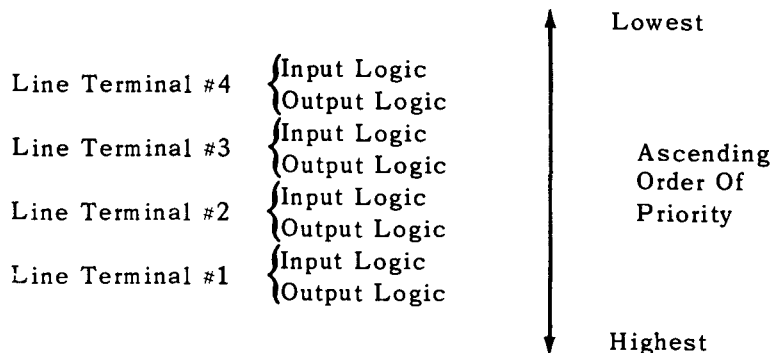 Lowest
Line Terminal #4
Input Logic
Output Logic
Line Terminal #3
Input Logic
Output Logic
Line Terminal #2
Input Logic
Output Logic
Line Terminal #1
Input Logic
Output Logic
Ascending
Order Of
Priority
Highest